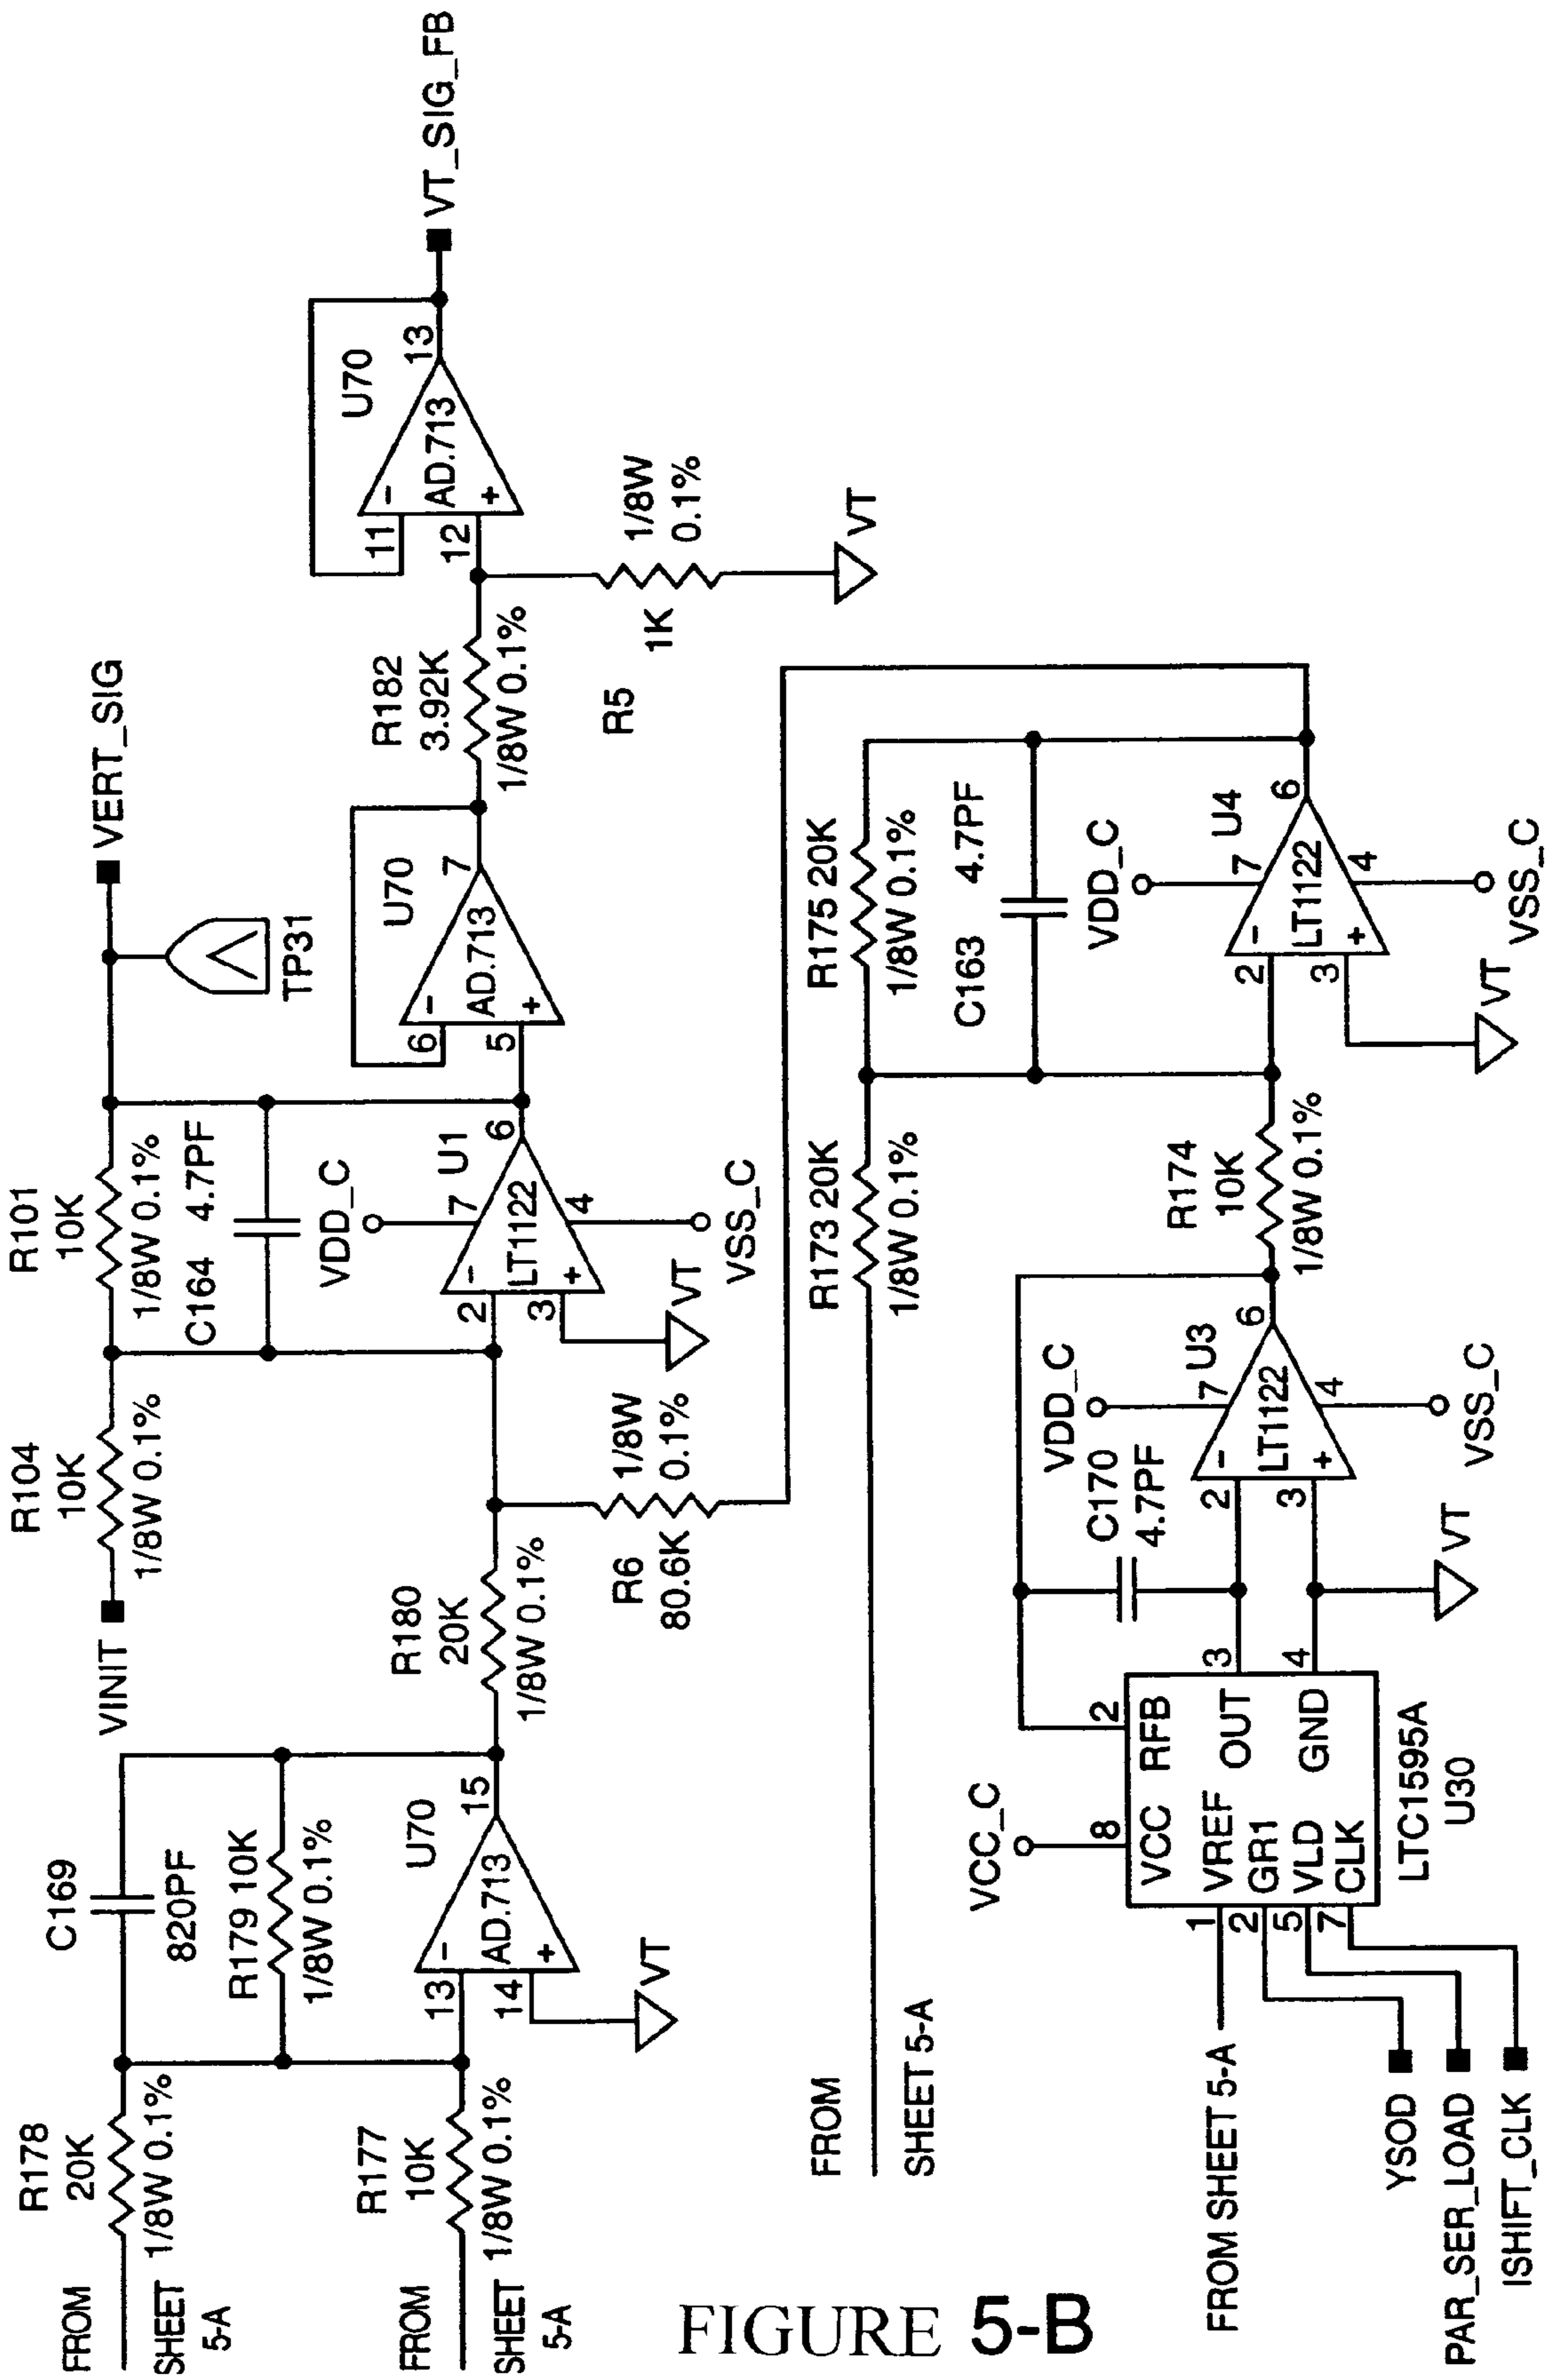 FROM
SHEET
5-A
R178
20K
1/8W 0.1%
FROM
SHEET
5-A
R177
10K
1/8W 0.1%
C169
820PF
R179 10K
1/8W 0.1%
13
14
-
+
AD.713
15
U70
VT
R180
20K
1/8W 0.1%
VINIT
R104
10K
1/8W 0.1%
R6
80.6K
1/8W
0.1%
R101
10K
1/8W 0.1%
C164 4.7PF
VDD_C
2
3
-
+
LT1122
7
4
6
U1
VT
VSS_C
VERT_SIG
TP31
6
5
-
+
AD.713
7
U70
R182
3.92K
1/8W 0.1%
R5
1K
1/8W
0.1%
VT
11
12
-
+
AD.713
13
U70
VT_SIG_FB
FROM
SHEET 5-A
R173 20K
1/8W 0.1%
R175 20K
1/8W 0.1%
C163 4.7PF
VDD_C
2
3
-
+
LT1122
7
4
6
U4
VT
VSS_C
FROM SHEET 5-A
YSOD
PAR_SER_LOAD
ISHIFT_CLK
VCC_C
8
1
2
5
7
VCC RFB
VREF
GR1 OUT
VLD
CLK GND
2
3
4
LTC1595A
U30
C170
4.7PF
VDD_C
2
3
-
+
LT1122
7
4
6
U3
VT
VSS_C
R174
10K
1/8W 0.1%
FIGURE 5-B